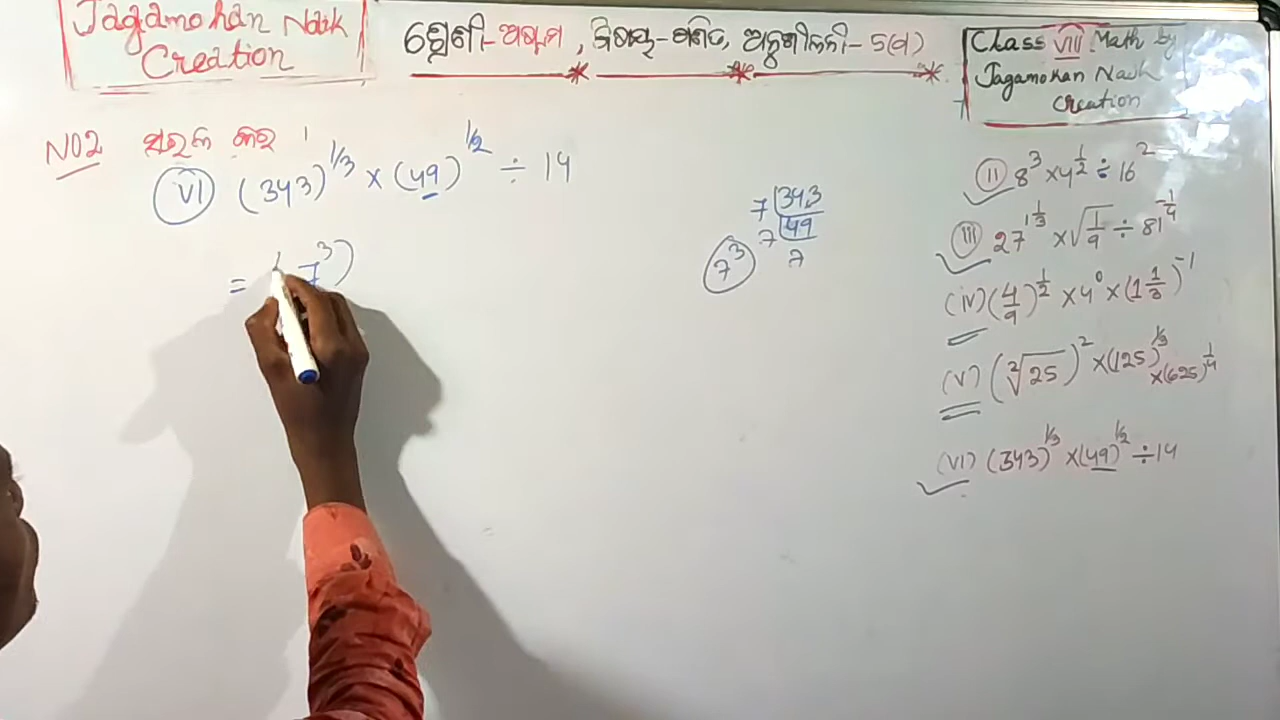 Jagamohan Naik
Creation
ଶ୍ରେଣୀ-ଅଷ୍ଟମ, ବିଷୟ-ଗଣିତ, ଅନୁଶୀଳନୀ-5(ସ)
Class VIII Math by
Jagamohan Naik
Creation
NO2 ସରଳ କର
(VI) (343)^{1/3} × (49)^{1/2} ÷ 14
= (7^3)
7 | 343
7 | 49
7
7^3
(II) 8^3 × 4^{1/2} ÷ 16^2
(III) 27^{1/3} × √(1/9) ÷ 81^{-1/4}
(iv) (4/9)^{1/2} × 4^0 × (1 1/3)^{-1}
(V) (²√25)^2 × (125)^{1/3} × (625)^{1/4}
(VI) (343)^{1/3} × (49)^{1/2} ÷ 14